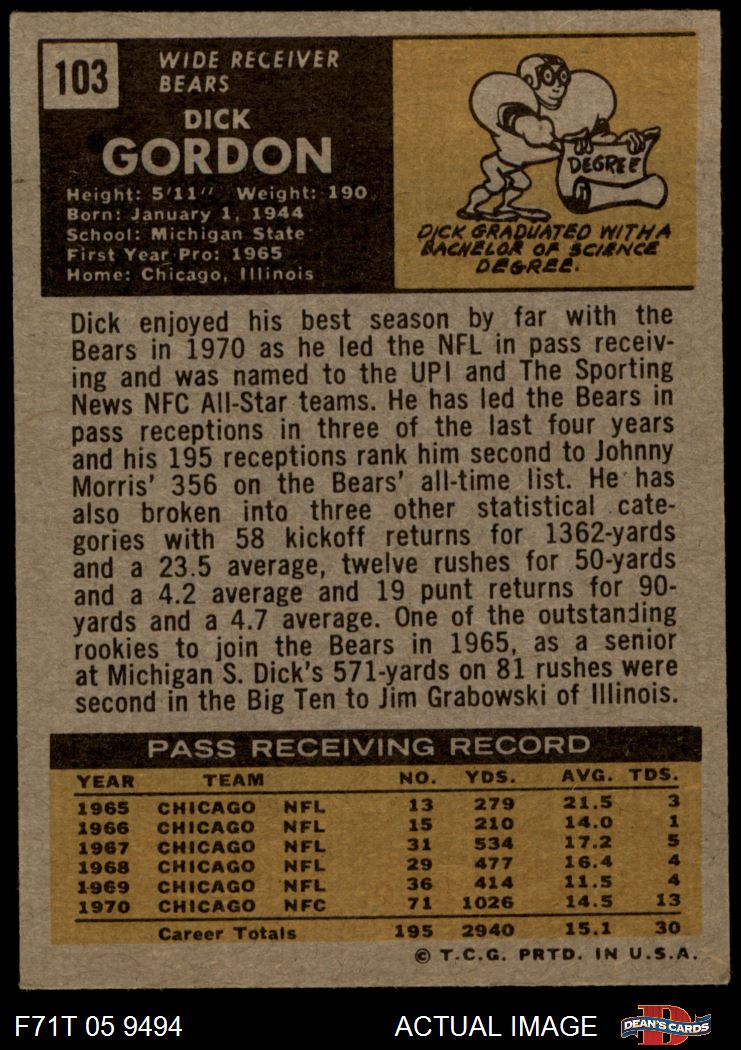 103
WIDE RECEIVER
BEARS
DICK
GORDON
Height: 5'11" Weight: 190
Born: January 1, 1944
School: Michigan State
First Year Pro: 1965
Home: Chicago, Illinois
DEGREE
DICK GRADUATED WITH A
BACHELOR OF SCIENCE
DEGREE.
Dick enjoyed his best season by far with the
Bears in 1970 as he led the NFL in pass receiv-
ing and was named to the UPI and The Sporting
News NFC All-Star teams. He has led the Bears in
pass receptions in three of the last four years
and his 195 receptions rank him second to Johnny
Morris' 356 on the Bears' all-time list. He has
also broken into three other statistical cate-
gories with 58 kickoff returns for 1362-yards
and a 23.5 average, twelve rushes for 50-yards
and a 4.2 average and 19 punt returns for 90-
yards and a 4.7 average. One of the outstanding
rookies to join the Bears in 1965, as a senior
at Michigan S. Dick's 571-yards on 81 rushes were
second in the Big Ten to Jim Grabowski of Illinois.
PASS RECEIVING RECORD
YEAR TEAM NO. YDS. AVG. TDS.
1965 CHICAGO NFL 13 279 21.5 3
1966 CHICAGO NFL 15 210 14.0 1
1967 CHICAGO NFL 31 534 17.2 5
1968 CHICAGO NFL 29 477 16.4 4
1969 CHICAGO NFL 36 414 11.5 4
1970 CHICAGO NFC 71 1026 14.5 13
Career Totals 195 2940 15.1 30
© T.C.G. PRTD. IN U.S.A.
F71T 05 9494 ACTUAL IMAGE D DEAN'S CARDS